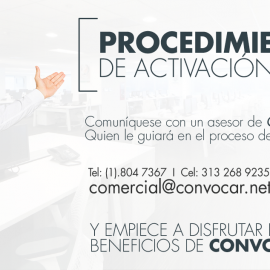 PROCEDIMIE
DE ACTIVACIÓN
Comuníquese con un asesor de
Quien le guiará en el proceso de
Tel: (1).804 7367 I Cel: 313 268 9235
comercial@convocar.net
Y EMPIECE A DISFRUTAR
BENEFICIOS DE CONVO